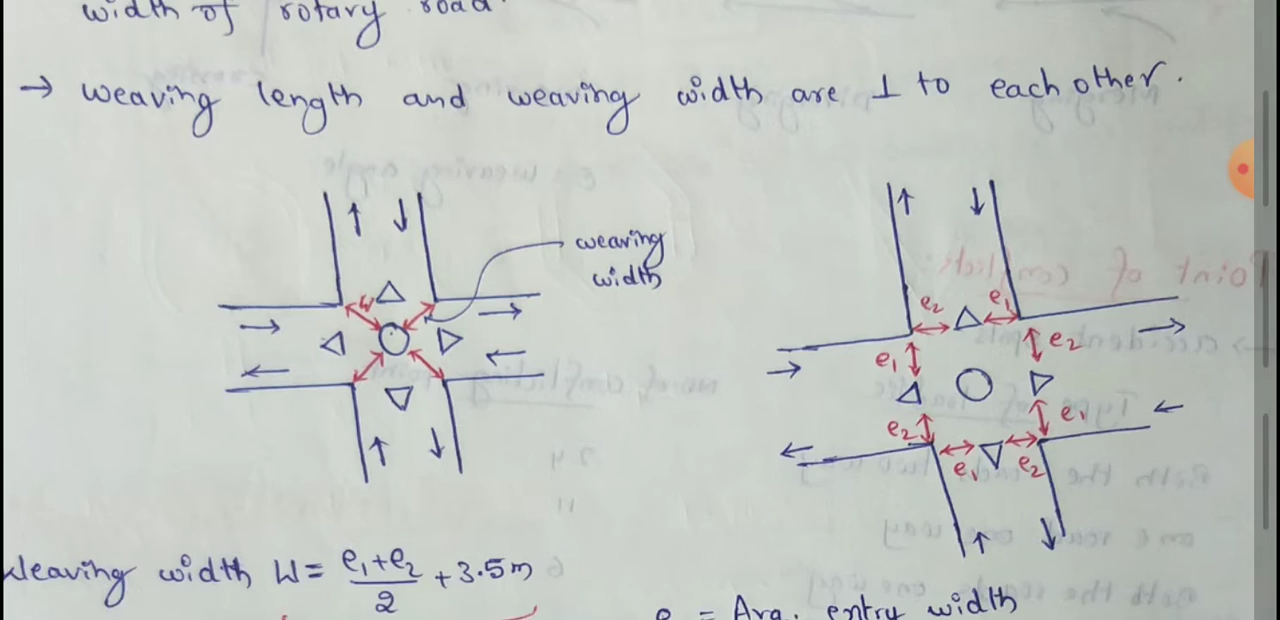 width of rotary road
→ weaving length and weaving width are ⊥ to each other.
weaving
width
W
e₂ e₁
e₁ e₂
e₂ e₁
e₁ e₂
Weaving width W = (e₁+e₂)/2 + 3.5m
e = Avg. entry width